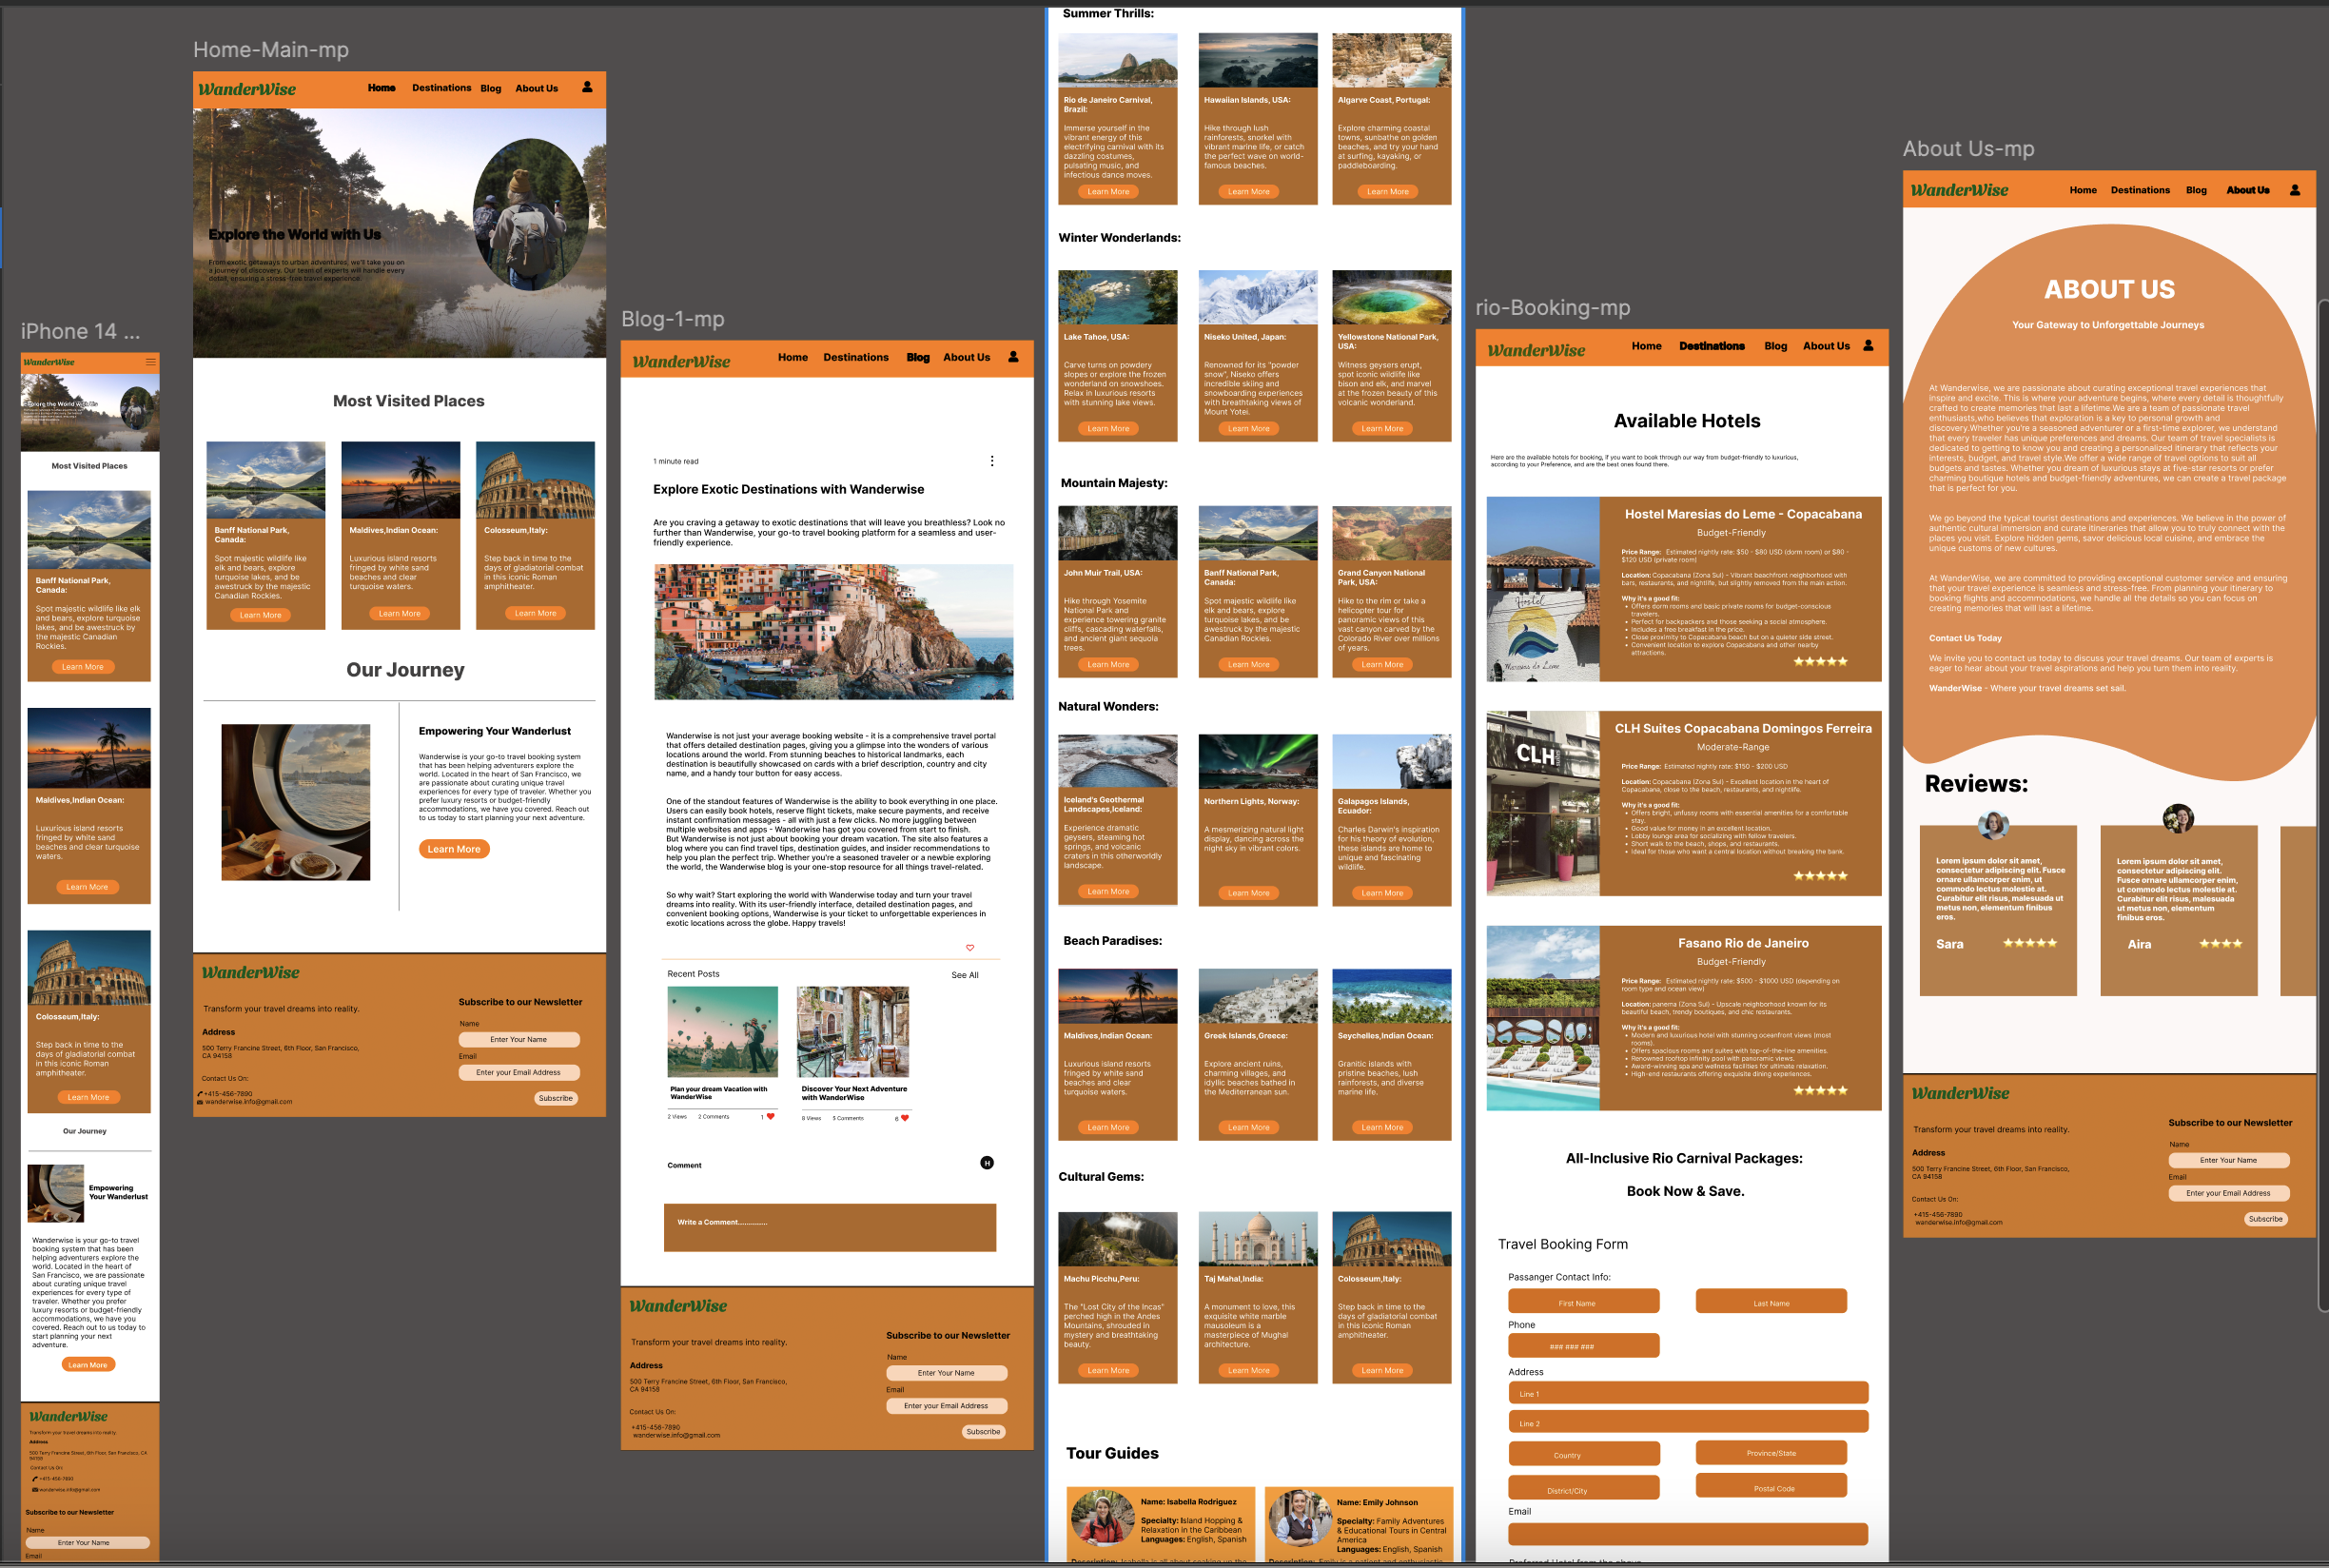 Home-Main-mp
iPhone 14 ...
Blog-1-mp
rio-Booking-mp
About Us-mp
WanderWise
Most Visited Places
Banff National Park,
Canada:
Spot majestic wildlife like elk
and bears, explore turquoise
lakes, and be awestruck by
the majestic Canadian
Rockies.
Learn More
Maldives,Indian Ocean:
Luxurious island resorts
fringed by white sand
beaches and clear turquoise
waters.
Learn More
Colosseum,Italy:
Step back in time to the
days of gladiatorial combat
in this iconic Roman
amphitheater.
Learn More
Our Journey
Empowering
Your Wanderlust
Wanderwise is your go-to travel
booking system that has been
helping adventurers explore the
world. Located in the heart of
San Francisco, we are passionate
about curating unique travel
experiences for every type of
traveler. Whether you prefer
luxury resorts or budget-friendly
accommodations, we have you
covered. Reach out to us today to
start planning your next
adventure.
Learn More
WanderWise
Transform your travel dreams into reality.
Address
500 Terry Francine Street, 6th Floor, San Francisco, CA
94158
Contact Us On:
+415-456-7890
wanderwise.info@gmail.com
Subscribe to our Newsletter
Name
Enter Your Name
Email
WanderWise
Home Destinations Blog About Us
Explore the World with Us
From exotic getaways to urban adventures, we'll take you on
a journey of discovery. Our team of experts will handle every
detail, ensuring a stress-free travel experience.
Most Visited Places
Banff National Park,
Canada:
Spot majestic wildlife like
elk and bears, explore
turquoise lakes, and be
awestruck by the majestic
Canadian Rockies.
Learn More
Maldives,Indian Ocean:
Luxurious island resorts
fringed by white sand
beaches and clear
turquoise waters.
Learn More
Colosseum,Italy:
Step back in time to the
days of gladiatorial combat
in this iconic Roman
amphitheater.
Learn More
Our Journey
Empowering Your Wanderlust
Wanderwise is your go-to travel booking system
that has been helping adventurers explore the
world. Located in the heart of San Francisco, we
are passionate about curating unique travel
experiences for every type of traveler. Whether you
prefer luxury resorts or budget-friendly
accommodations, we have you covered. Reach out
to us today to start planning your next adventure.
Learn More
WanderWise
Transform your travel dreams into reality.
Address
500 Terry Francine Street, 6th Floor, San Francisco,
CA 94158
Contact Us On:
+415-456-7890
wanderwise.info@gmail.com
Subscribe to our Newsletter
Name
Enter Your Name
Email
Enter your Email Address
Subscribe
WanderWise
Home Destinations Blog About Us
1 minute read
Explore Exotic Destinations with Wanderwise
Are you craving a getaway to exotic destinations that will leave you breathless? Look no
further than Wanderwise, your go-to travel booking platform for a seamless and user-
friendly experience.
Wanderwise is not just your average booking website - it is a comprehensive travel portal
that offers detailed destination pages, giving you a glimpse into the wonders of various
locations around the world. From stunning beaches to historical landmarks, each
destination is beautifully showcased on cards with a brief description, country and city
name, and a handy tour button for easy access.
One of the standout features of Wanderwise is the ability to book everything in one place.
Users can easily book hotels, reserve flight tickets, make secure payments, and receive
instant confirmation messages - all with just a few clicks. No more juggling between
multiple websites and apps - Wanderwise has got you covered from start to finish.
But Wanderwise is not just about booking your dream vacation. The site also features a
blog where you can find travel tips, destination guides, and insider recommendations to
help you plan the perfect trip. Whether you're a seasoned traveler or a newbie exploring
the world, the Wanderwise blog is your one-stop resource for all things travel-related.
So why wait? Start exploring the world with Wanderwise today and turn your travel
dreams into reality. With its user-friendly interface, detailed destination pages, and
convenient booking options, Wanderwise is your ticket to unforgettable experiences in
exotic locations across the globe. Happy travels!
Recent Posts
See All
Plan your dream Vacation with
WanderWise
2 Views 2 Comments 1
Discover Your Next Adventure
with WanderWise
8 Views 5 Comments 6
Comment
H
Write a Comment..............
WanderWise
Transform your travel dreams into reality.
Address
500 Terry Francine Street, 6th Floor, San Francisco,
CA 94158
Contact Us On:
+415-456-7890
wanderwise.info@gmail.com
Subscribe to our Newsletter
Name
Enter Your Name
Email
Enter your Email Address
Subscribe
Summer Thrills:
Rio de Janeiro Carnival,
Brazil:
Immerse yourself in the
vibrant energy of this
electrifying carnival with its
dazzling costumes,
pulsating music, and
infectious dance moves.
Learn More
Hawaiian Islands, USA:
Hike through lush
rainforests, snorkel with
vibrant marine life, or catch
the perfect wave on world-
famous beaches.
Learn More
Algarve Coast, Portugal:
Explore charming coastal
towns, sunbathe on golden
beaches, and try your hand
at surfing, kayaking, or
paddleboarding.
Learn More
Winter Wonderlands:
Lake Tahoe, USA:
Carve turns on powdery
slopes or explore the frozen
wonderland on snowshoes.
Relax in luxurious resorts
with stunning lake views.
Learn More
Niseko United, Japan:
Renowned for its "powder
snow", Niseko offers
incredible skiing and
snowboarding experiences
with breathtaking views of
Mount Yotei.
Learn More
Yellowstone National Park,
USA:
Witness geysers erupt,
spot iconic wildlife like
bison and elk, and marvel
at the frozen beauty of this
volcanic wonderland.
Learn More
Mountain Majesty:
John Muir Trail, USA:
Hike through Yosemite
National Park and
experience towering granite
cliffs, cascading waterfalls,
and ancient giant sequoia
trees.
Learn More
Banff National Park,
Canada:
Spot majestic wildlife like
elk and bears, explore
turquoise lakes, and be
awestruck by the majestic
Canadian Rockies.
Learn More
Grand Canyon National
Park, USA:
Hike to the rim or take a
helicopter tour for
panoramic views of this
vast canyon carved by the
Colorado River over millions
of years.
Learn More
Natural Wonders:
Iceland's Geothermal
Landscapes,Iceland:
Experience dramatic
geysers, steaming hot
springs, and volcanic
craters in this otherworldly
landscape.
Learn More
Northern Lights, Norway:
A mesmerizing natural light
display, dancing across the
night sky in vibrant colors.
Learn More
Galapagos Islands,
Ecuador:
Charles Darwin's inspiration
for his theory of evolution,
these islands are home to
unique and fascinating
wildlife.
Learn More
Beach Paradises:
Maldives,Indian Ocean:
Luxurious island resorts
fringed by white sand
beaches and clear
turquoise waters.
Learn More
Greek Islands,Greece:
Explore ancient ruins,
charming villages, and
idyllic beaches bathed in
the Mediterranean sun.
Learn More
Seychelles,Indian Ocean:
Granitic islands with
pristine beaches, lush
rainforests, and diverse
marine life.
Learn More
Cultural Gems:
Machu Picchu,Peru:
The "Lost City of the Incas"
perched high in the Andes
Mountains, shrouded in
mystery and breathtaking
beauty.
Learn More
Taj Mahal,India:
A monument to love, this
exquisite white marble
mausoleum is a
masterpiece of Mughal
architecture.
Learn More
Colosseum,Italy:
Step back in time to the
days of gladiatorial combat
in this iconic Roman
amphitheater.
Learn More
Tour Guides
Name: Isabella Rodriguez
Specialty: Island Hopping &
Relaxation in the Caribbean
Languages: English, Spanish
Name: Emily Johnson
Specialty: Family Adventures
& Educational Tours in Central
America
Languages: English, Spanish
WanderWise
Home Destinations Blog About Us
Available Hotels
Here are the available hotels for booking, if you want to book through our way from budget-friendly to luxurious,
according to your Preference, and are the best ones found there.
Hostel
Maresias do Leme
Hostel Maresias do Leme - Copacabana
Budget-Friendly
Price Range: Estimated nightly rate: $50 - $80 USD (dorm room) or $80 -
$120 USD (private room)
Location: Copacabana (Zona Sul) - Vibrant beachfront neighborhood with
bars, restaurants, and nightlife, but slightly removed from the main action.
Why it's a good fit:
• Offers dorm rooms and basic private rooms for budget-conscious
travelers.
• Perfect for backpackers and those seeking a social atmosphere.
• Includes a free breakfast in the price.
• Close proximity to Copacabana beach but on a quieter side street.
• Convenient location to explore Copacabana and other nearby
attractions.
CLH
CLH Suites Copacabana Domingos Ferreira
Moderate-Range
Price Range: Estimated nightly rate: $150 - $200 USD
Location: Copacabana (Zona Sul) - Excellent location in the heart of
Copacabana, close to the beach, restaurants, and nightlife.
Why it's a good fit:
• Offers bright, unfussy rooms with essential amenities for a comfortable
stay.
• Good value for money in an excellent location.
• Lobby lounge area for socializing with fellow travelers.
• Short walk to the beach, shops, and restaurants.
• Ideal for those who want a central location without breaking the bank.
Fasano Rio de Janeiro
Budget-Friendly
Price Range: Estimated nightly rate: $500 - $1000 USD (depending on
room type and ocean view)
Location: panema (Zona Sul) - Upscale neighborhood known for its
beautiful beach, trendy boutiques, and chic restaurants.
Why it's a good fit:
• Modern and luxurious hotel with stunning oceanfront views (most
rooms).
• Offers spacious rooms and suites with top-of-the-line amenities.
• Renowned rooftop infinity pool with panoramic views.
• Award-winning spa and wellness facilities for ultimate relaxation.
• High-end restaurants offering exquisite dining experiences.
All-Inclusive Rio Carnival Packages:
Book Now & Save.
Travel Booking Form
Passanger Contact Info:
First Name
Last Name
Phone
### ### ###
Address
Line 1
Line 2
Country
Province/State
District/City
Postal Code
Email
WanderWise
Home Destinations Blog About Us
ABOUT US
Your Gateway to Unforgettable Journeys
At Wanderwise, we are passionate about curating exceptional travel experiences that
inspire and excite. This is where your adventure begins, where every detail is thoughtfully
crafted to create memories that last a lifetime.We are a team of passionate travel
enthusiasts,who believes that exploration is a key to personal growth and
discovery.Whether you're a seasoned adventurer or a first-time explorer, we understand
that every traveler has unique preferences and dreams. Our team of travel specialists is
dedicated to getting to know you and creating a personalized itinerary that reflects your
interests, budget, and travel style.We offer a wide range of travel options to suit all
budgets and tastes. Whether you dream of luxurious stays at five-star resorts or prefer
charming boutique hotels and budget-friendly adventures, we can create a travel package
that is perfect for you.
We go beyond the typical tourist destinations and experiences. We believe in the power of
authentic cultural immersion and curate itineraries that allow you to truly connect with the
places you visit. Explore hidden gems, savor delicious local cuisine, and embrace the
unique customs of new cultures.
At WanderWise, we are committed to providing exceptional customer service and ensuring
that your travel experience is seamless and stress-free. From planning your itinerary to
booking flights and accommodations, we handle all the details so you can focus on
creating memories that will last a lifetime.
Contact Us Today
We invite you to contact us today to discuss your travel dreams. Our team of experts is
eager to hear about your travel aspirations and help you turn them into reality.
WanderWise - Where your travel dreams set sail.
Reviews:
Lorem ipsum dolor sit amet,
consectetur adipiscing elit. Fusce
ornare ullamcorper enim, ut
commodo lectus molestie at.
Curabitur elit risus, malesuada ut
metus non, elementum finibus
eros.
Sara
Lorem ipsum dolor sit amet,
consectetur adipiscing elit.
Fusce ornare ullamcorper enim,
ut commodo lectus molestie at.
Curabitur elit risus, malesuada
ut metus non, elementum
finibus eros.
Aira
WanderWise
Transform your travel dreams into reality.
Address
500 Terry Francine Street, 6th Floor, San Francisco,
CA 94158
Contact Us On:
+415-456-7890
wanderwise.info@gmail.com
Subscribe to our Newsletter
Name
Enter Your Name
Email
Enter your Email Address
Subscribe